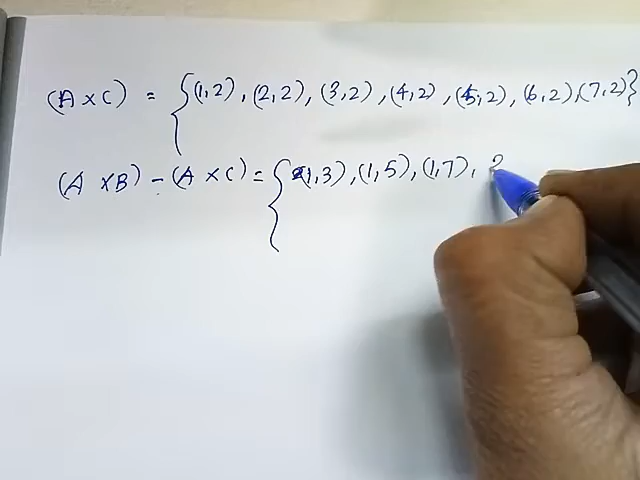 (A × C) = {(1,2), (2,2), (3,2), (4,2), (5,2), (6,2), (7,2)}
(A × B) - (A × C) = { (1,3), (1,5), (1,7), 2